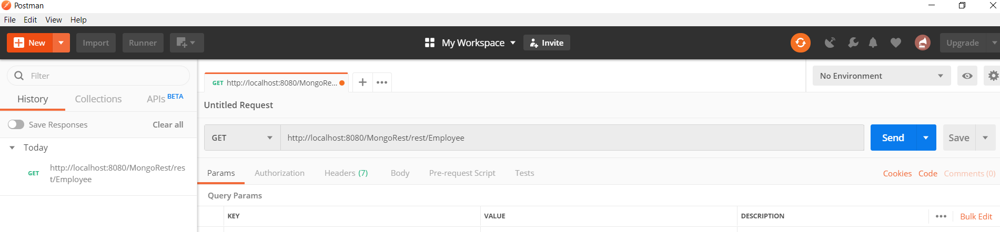 Postman
File Edit View Help
New Import Runner My Workspace Invite Upgrade
Filter
History Collections APIs BETA
Save Responses Clear all
Today
GET http://localhost:8080/MongoRest/res
t/Employee
GET http://localhost:8080/MongoRe...
No Environment
Untitled Request
GET http://localhost:8080/MongoRest/rest/Employee Send Save
Params Authorization Headers (7) Body Pre-request Script Tests Cookies Code Comments (0)
Query Params
KEY VALUE DESCRIPTION Bulk Edit